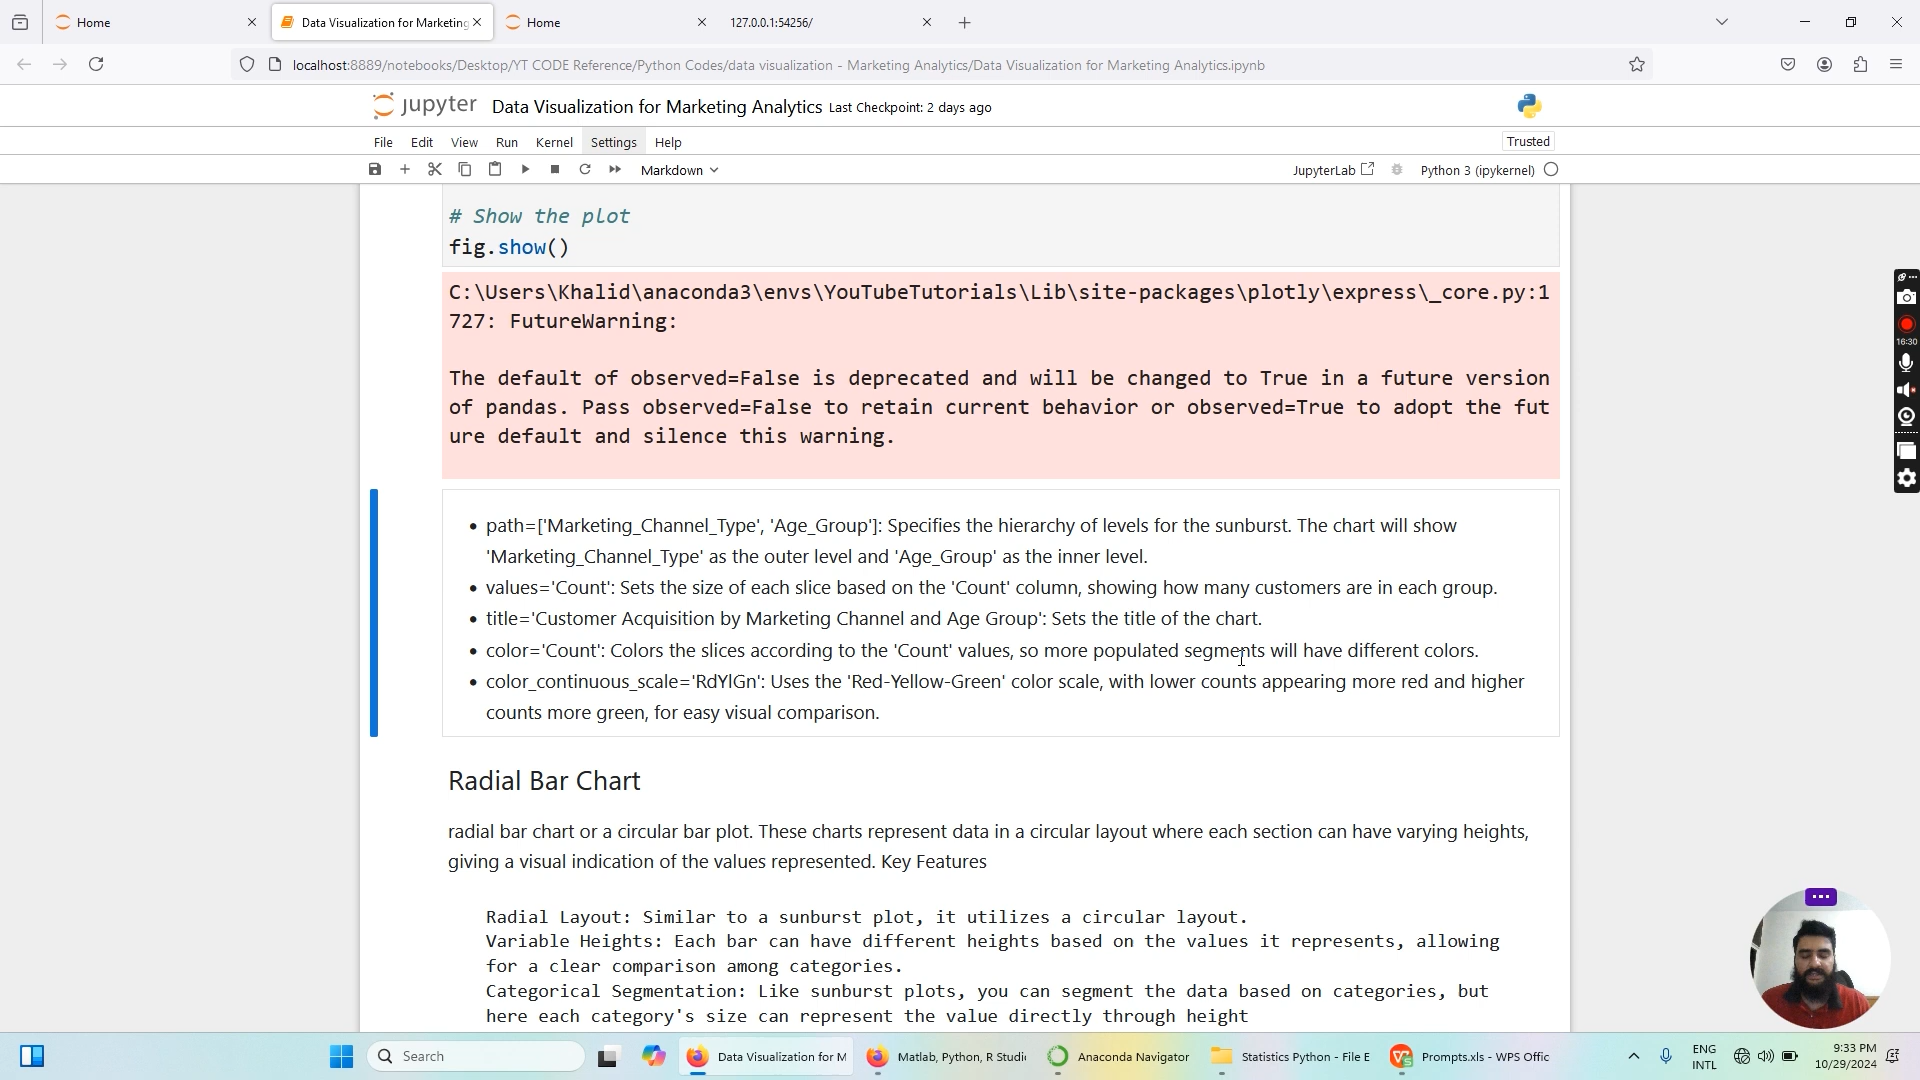 Home
Data Visualization for Marketing
Home
127.0.0.1:54256/
localhost:8889/notebooks/Desktop/YT CODE Reference/Python Codes/data visualization - Marketing Analytics/Data Visualization for Marketing Analytics.ipynb
jupyter Data Visualization for Marketing Analytics Last Checkpoint: 2 days ago
File Edit View Run Kernel Settings Help
Trusted
Markdown
JupyterLab
Python 3 (ipykernel)
# Show the plot
fig.show()
C:\Users\Khalid\anaconda3\envs\YouTubeTutorials\Lib\site-packages\plotly\express\_core.py:1
727: FutureWarning:
The default of observed=False is deprecated and will be changed to True in a future version
of pandas. Pass observed=False to retain current behavior or observed=True to adopt the fut
ure default and silence this warning.
16:30
• path=['Marketing_Channel_Type', 'Age_Group']: Specifies the hierarchy of levels for the sunburst. The chart will show
'Marketing_Channel_Type' as the outer level and 'Age_Group' as the inner level.
• values='Count': Sets the size of each slice based on the 'Count' column, showing how many customers are in each group.
• title='Customer Acquisition by Marketing Channel and Age Group': Sets the title of the chart.
• color='Count': Colors the slices according to the 'Count' values, so more populated segments will have different colors.
• color_continuous_scale='RdYlGn': Uses the 'Red-Yellow-Green' color scale, with lower counts appearing more red and higher
counts more green, for easy visual comparison.
Radial Bar Chart
radial bar chart or a circular bar plot. These charts represent data in a circular layout where each section can have varying heights,
giving a visual indication of the values represented. Key Features
Radial Layout: Similar to a sunburst plot, it utilizes a circular layout.
Variable Heights: Each bar can have different heights based on the values it represents, allowing
for a clear comparison among categories.
Categorical Segmentation: Like sunburst plots, you can segment the data based on categories, but
here each category's size can represent the value directly through height
Search
Data Visualization for M
Matlab, Python, R Studi
Anaconda Navigator
Statistics Python - File E
Prompts.xls - WPS Offic
ENG
INTL
9:33 PM
10/29/2024